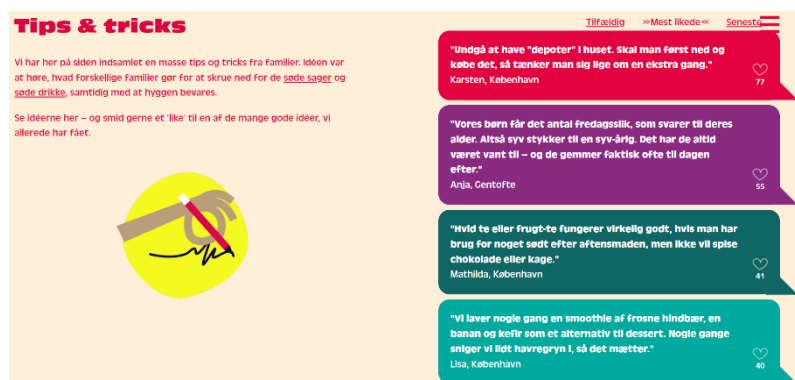 Tips & tricks
Vi har her på siden indsamlet en masse tips og tricks fra familier. Idéen var
at høre, hvad forskellige familier gør for at skrue ned for de søde sager og
søde drikke, samtidig med at hyggen bevares.
Se idéerne her – og smid gerne et 'like' til en af de mange gode idéer, vi
allerede har fået.
Tilfældig »Mest likede« Seneste
"Undgå at have "depoter" i huset. Skal man først ned og
købe det, så tænker man sig lige om en ekstra gang."
Karsten, København
77
"Vores børn får det antal fredagsslik, som svarer til deres
alder. Altså syv stykker til en syv-årig. Det har de altid
været vant til – og de gemmer faktisk ofte til dagen
efter."
Anja, Gentofte
55
"Hvid te eller frugt-te fungerer virkelig godt, hvis man har
brug for noget sødt efter aftensmaden, men ikke vil spise
chokolade eller kage."
Mathilda, København
41
"Vi laver nogle gang en smoothie af frosne hindbær, en
banan og kefir som et alternativ til dessert. Nogle gange
sniger vi lidt havregryn i, så det mætter."
Lisa, København
40